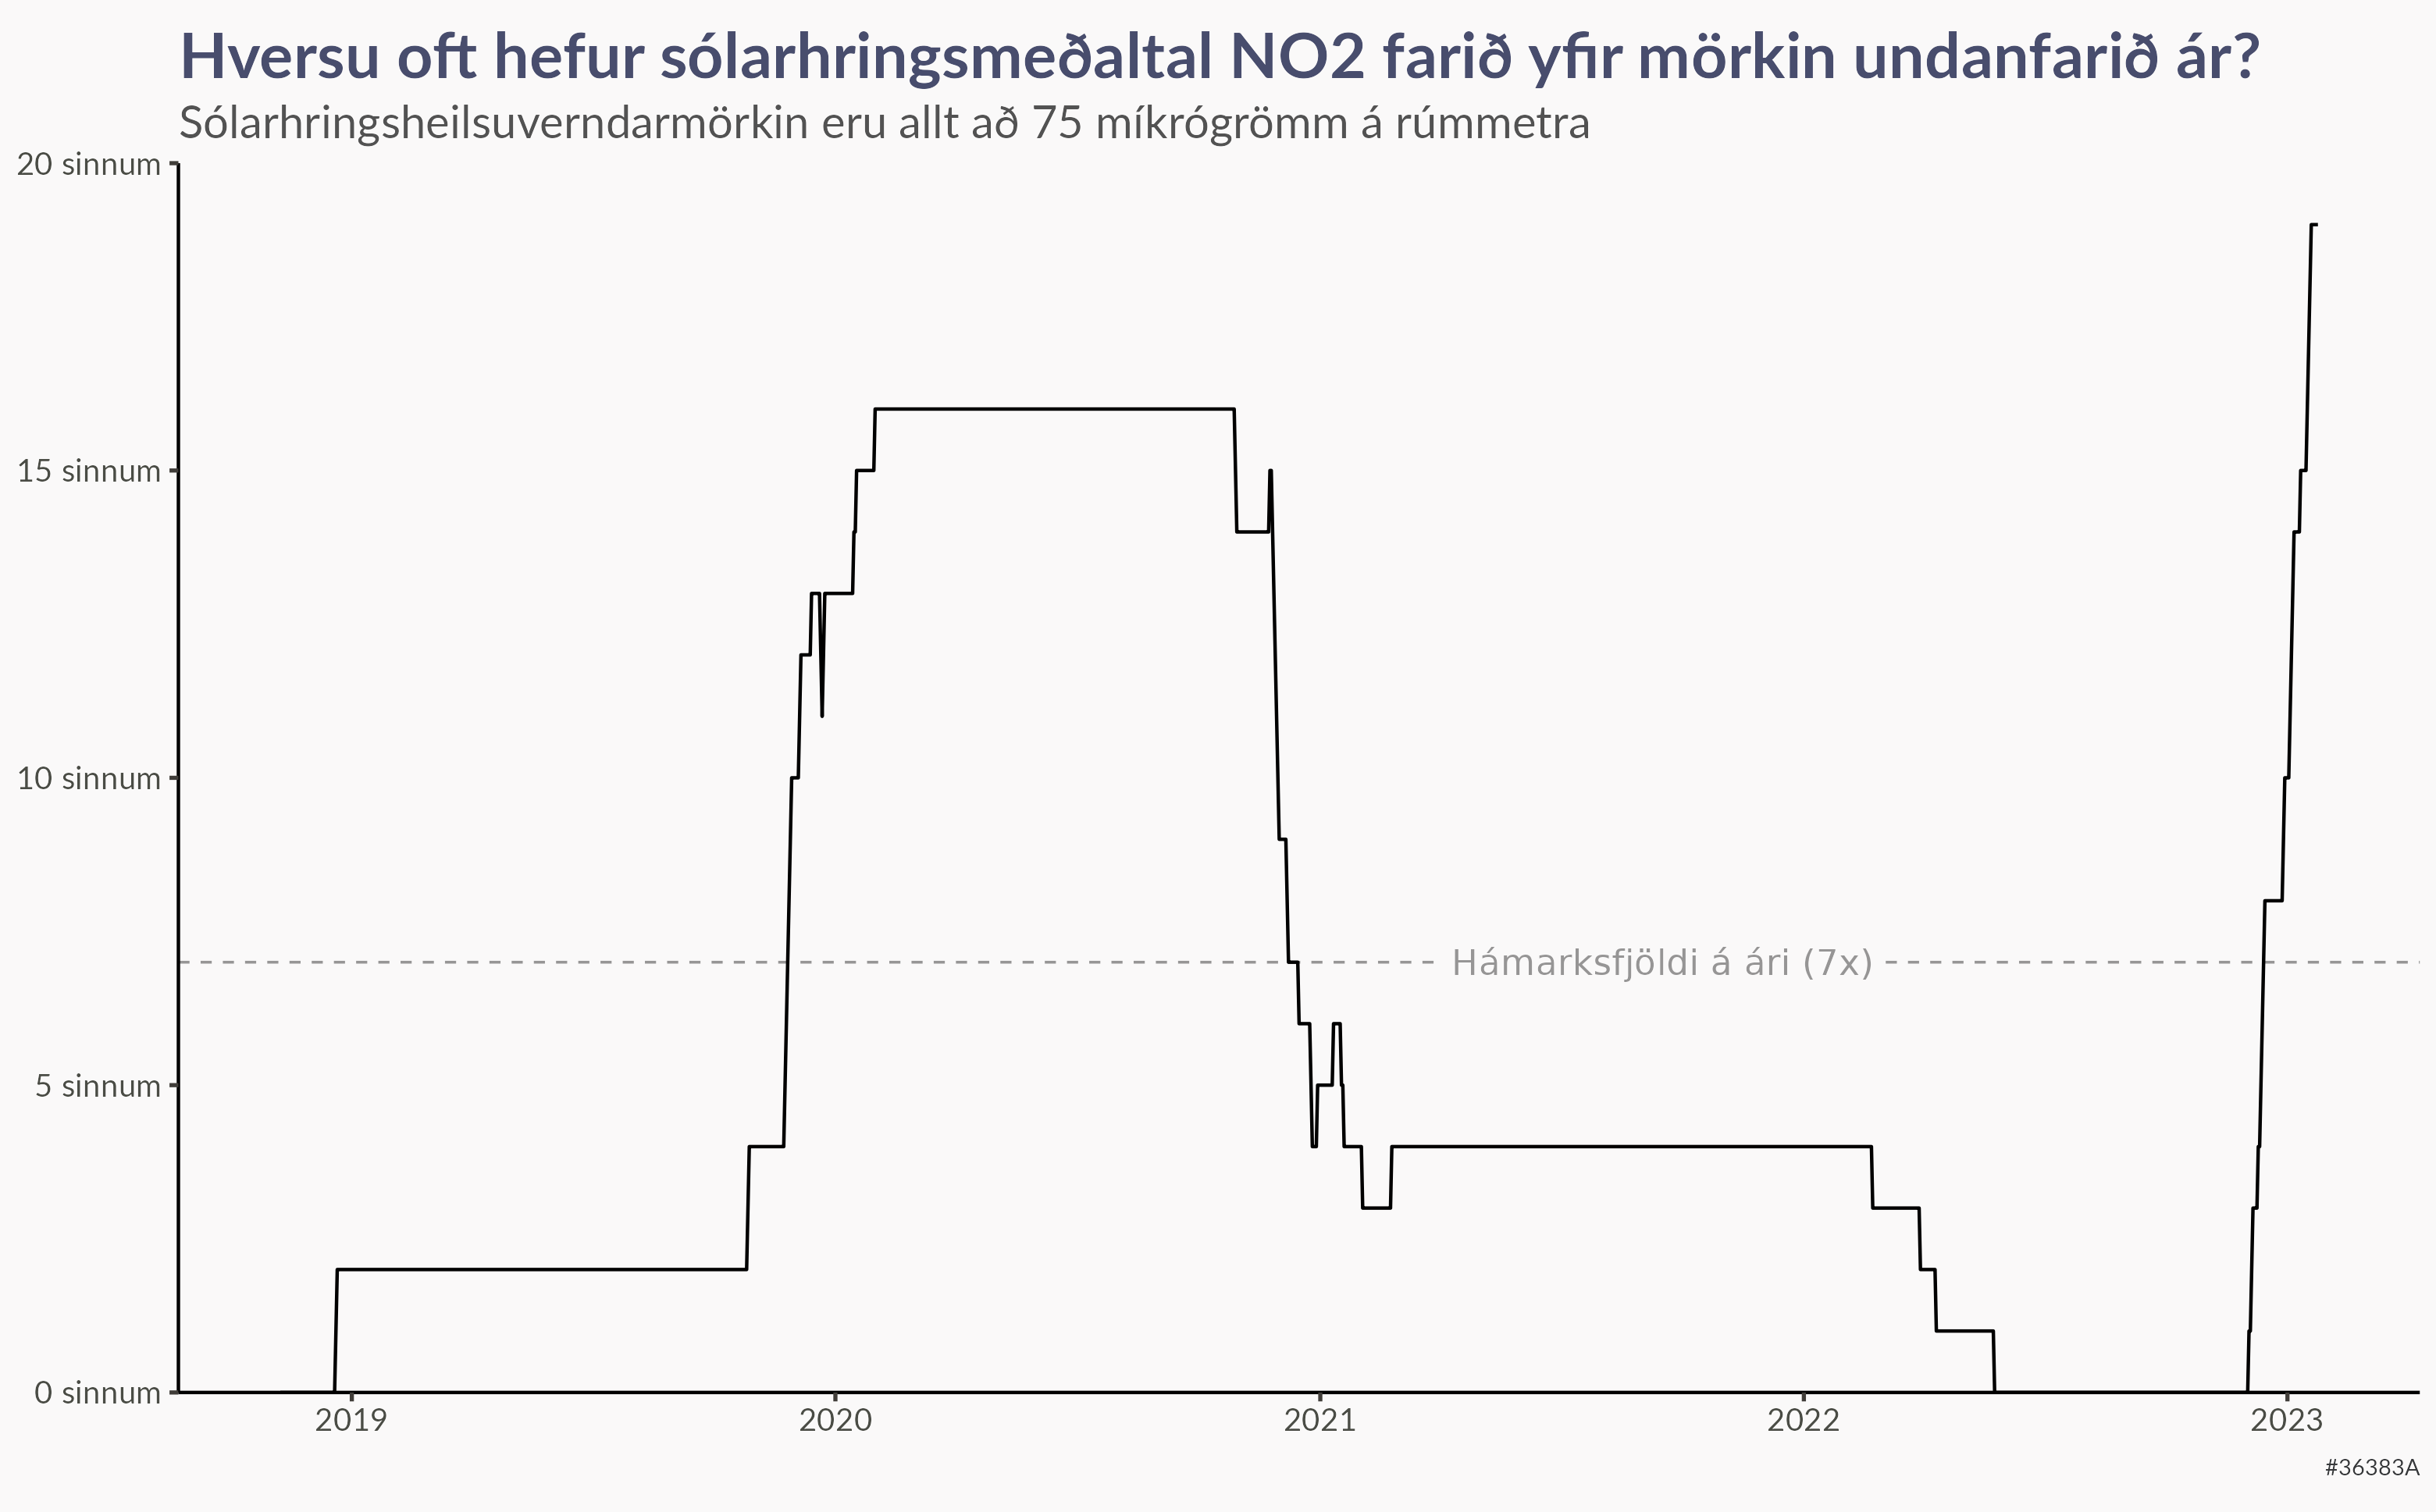 Hversu oft hefur sólarhringsmeðaltal NO2 farið yfir mörkin undanfarið ár?
Sólarhringsheilsuverndarmörkin eru allt að 75 míkrógrömm á rúmmetra
20 sinnum
15 sinnum
10 sinnum
Hámarksfjöldi á ári (7x)
5 sinnum
0 sinnum
2019 2020 2021 2022 2023
#36383A